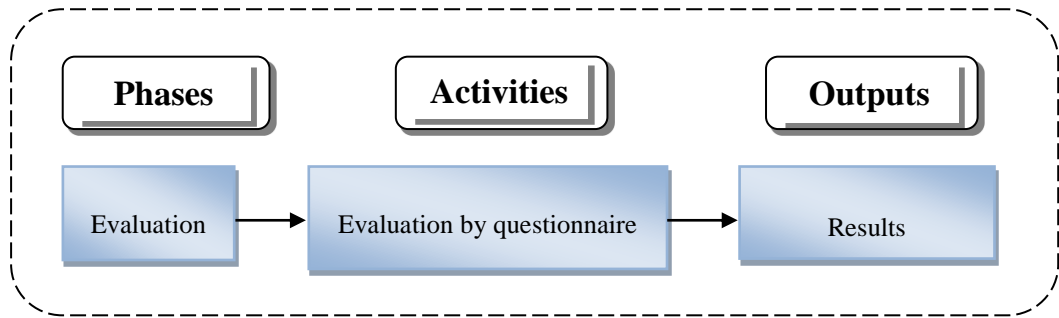 Phases
Activities
Outputs
Evaluation
Evaluation by questionnaire
Results